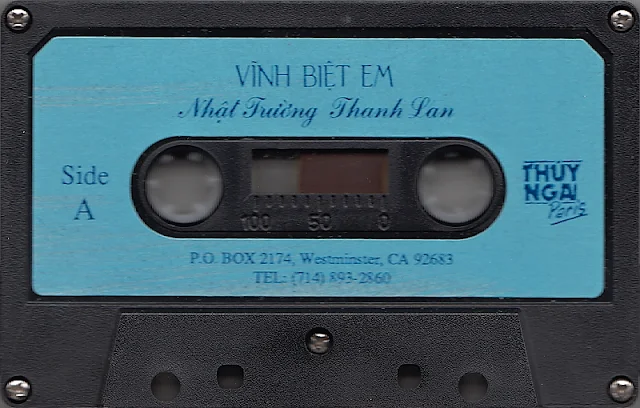 VĨNH BIỆT EM
Nhật Trường Thanh Lan
Side
A
100 50 0
THÚY
NGA
Paris
P.O. BOX 2174, Westminster, CA 92683
TEL: (714) 893-2860